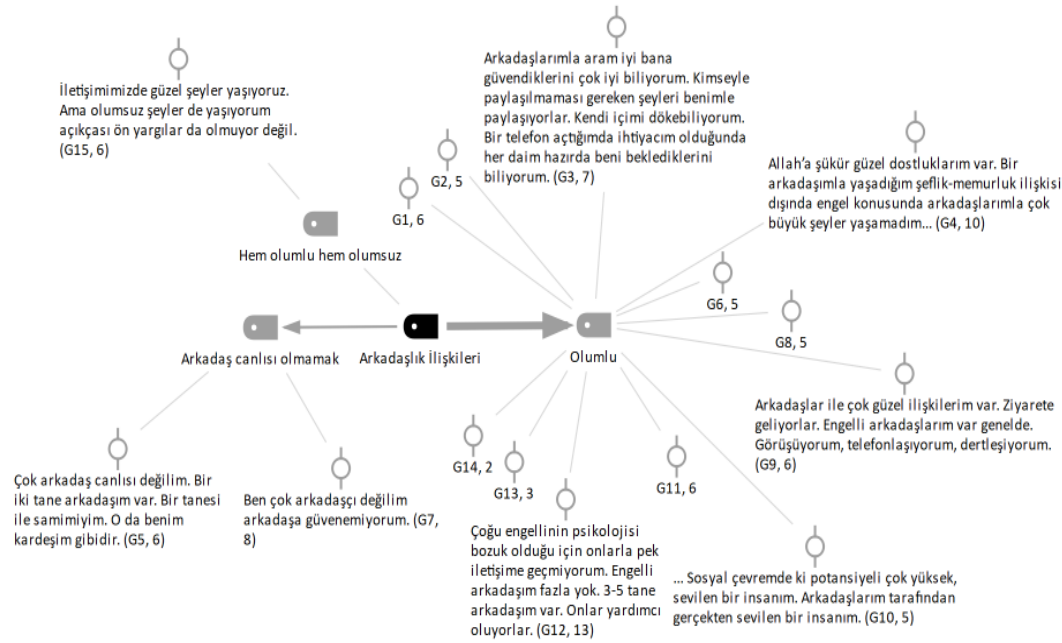 İletişimimizde güzel şeyler yaşıyoruz.
Ama olumsuz şeyler de yaşıyorum
açıkçası ön yargılar da olmuyor değil.
(G15, 6)
Arkadaşlarımla aram iyi bana
güvendiklerini çok iyi biliyorum. Kimseyle
paylaşılmaması gereken şeyleri benimle
paylaşıyorlar. Kendi içimi dökebiliyorum.
Bir telefon açtığımda ihtiyacım olduğunda
her daim hazırda beni beklediklerini
biliyorum. (G3, 7)
G2, 5
G1, 6
Allah’a şükür güzel dostluklarım var. Bir
arkadaşımla yaşadığım şeflik-memurluk ilişkisi
dışında engel konusunda arkadaşlarımla çok
büyük şeyler yaşamadım... (G4, 10)
Hem olumlu hem olumsuz
G6, 5
G8, 5
Arkadaş canlısı olmamak
Arkadaşlık İlişkileri
Olumlu
Arkadaşlar ile çok güzel ilişkilerim var. Ziyarete
geliyorlar. Engelli arkadaşlarım var genelde.
Görüşüyorum, telefonlaşıyorum, dertleşiyorum.
(G9, 6)
Çok arkadaş canlısı değilim. Bir
iki tane arkadaşım var. Bir tanesi
ile samimiyim. O da benim
kardeşim gibidir. (G5, 6)
Ben çok arkadaşçı değilim
arkadaşa güvenemiyorum. (G7,
8)
G14, 2
G13, 3
G11, 6
Çoğu engellinin psikolojisi
bozuk olduğu için onlarla pek
iletişime geçmiyorum. Engelli
arkadaşım fazla yok. 3-5 tane
arkadaşım var. Onlar yardımcı
oluyorlar. (G12, 13)
... Sosyal çevremde ki potansiyeli çok yüksek,
sevilen bir insanım. Arkadaşlarım tarafından
gerçekten sevilen bir insanım. (G10, 5)